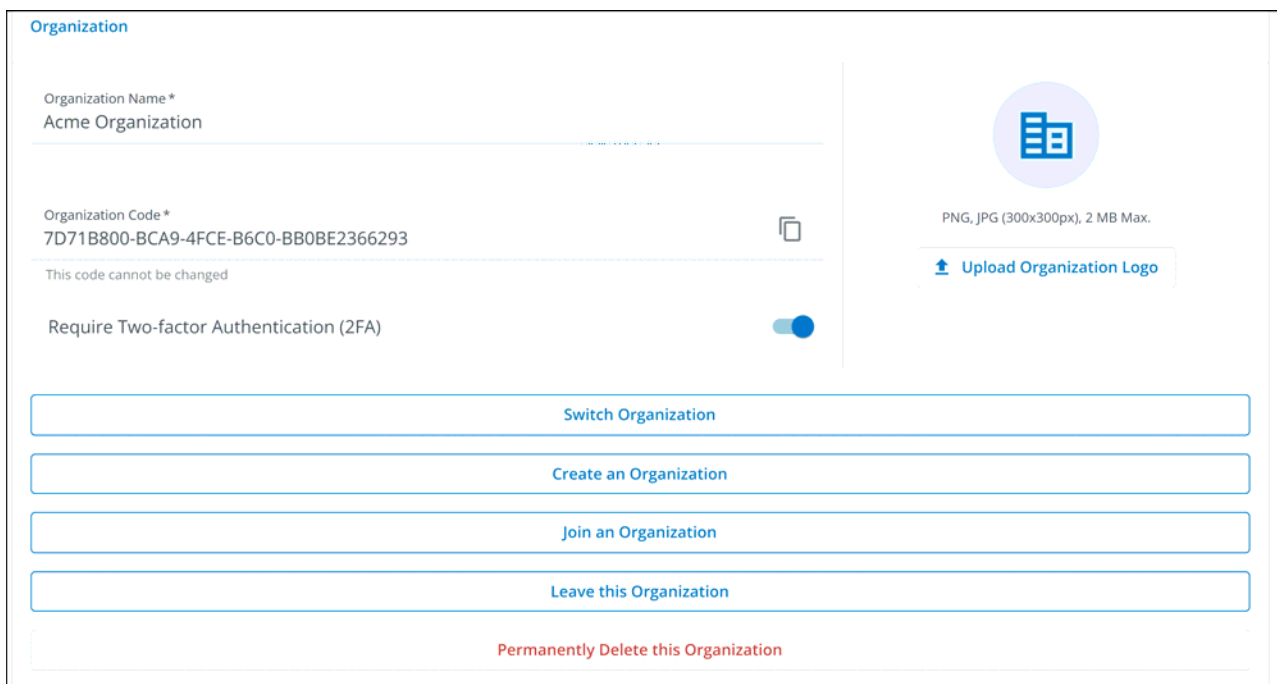 Organization
Organization Name *
Acme Organization
Organization Code *
7D71B800-BCA9-4FCE-B6C0-BB0BE2366293
This code cannot be changed
Require Two-factor Authentication (2FA)
PNG, JPG (300x300px), 2 MB Max.
Upload Organization Logo
Switch Organization
Create an Organization
Join an Organization
Leave this Organization
Permanently Delete this Organization